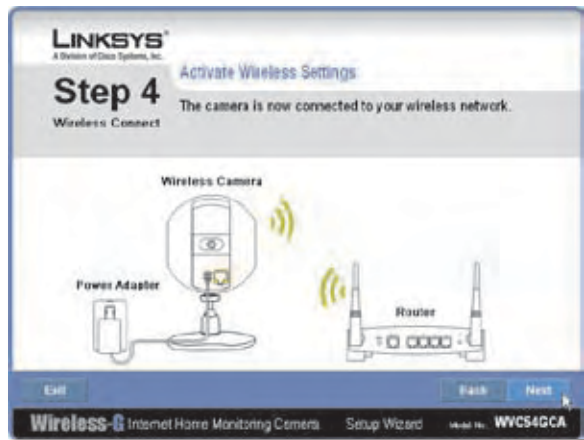 LINKSYS®
A Division of Cisco Systems, Inc.
Step 4
Wireless Connect
Activate Wireless Settings
The camera is now connected to your wireless network.
Wireless Camera
Power Adapter
Router
Exit
Back
Next
Wireless-G Internet Home Monitoring Camera
Setup Wizard
Model No. WVC54GCA